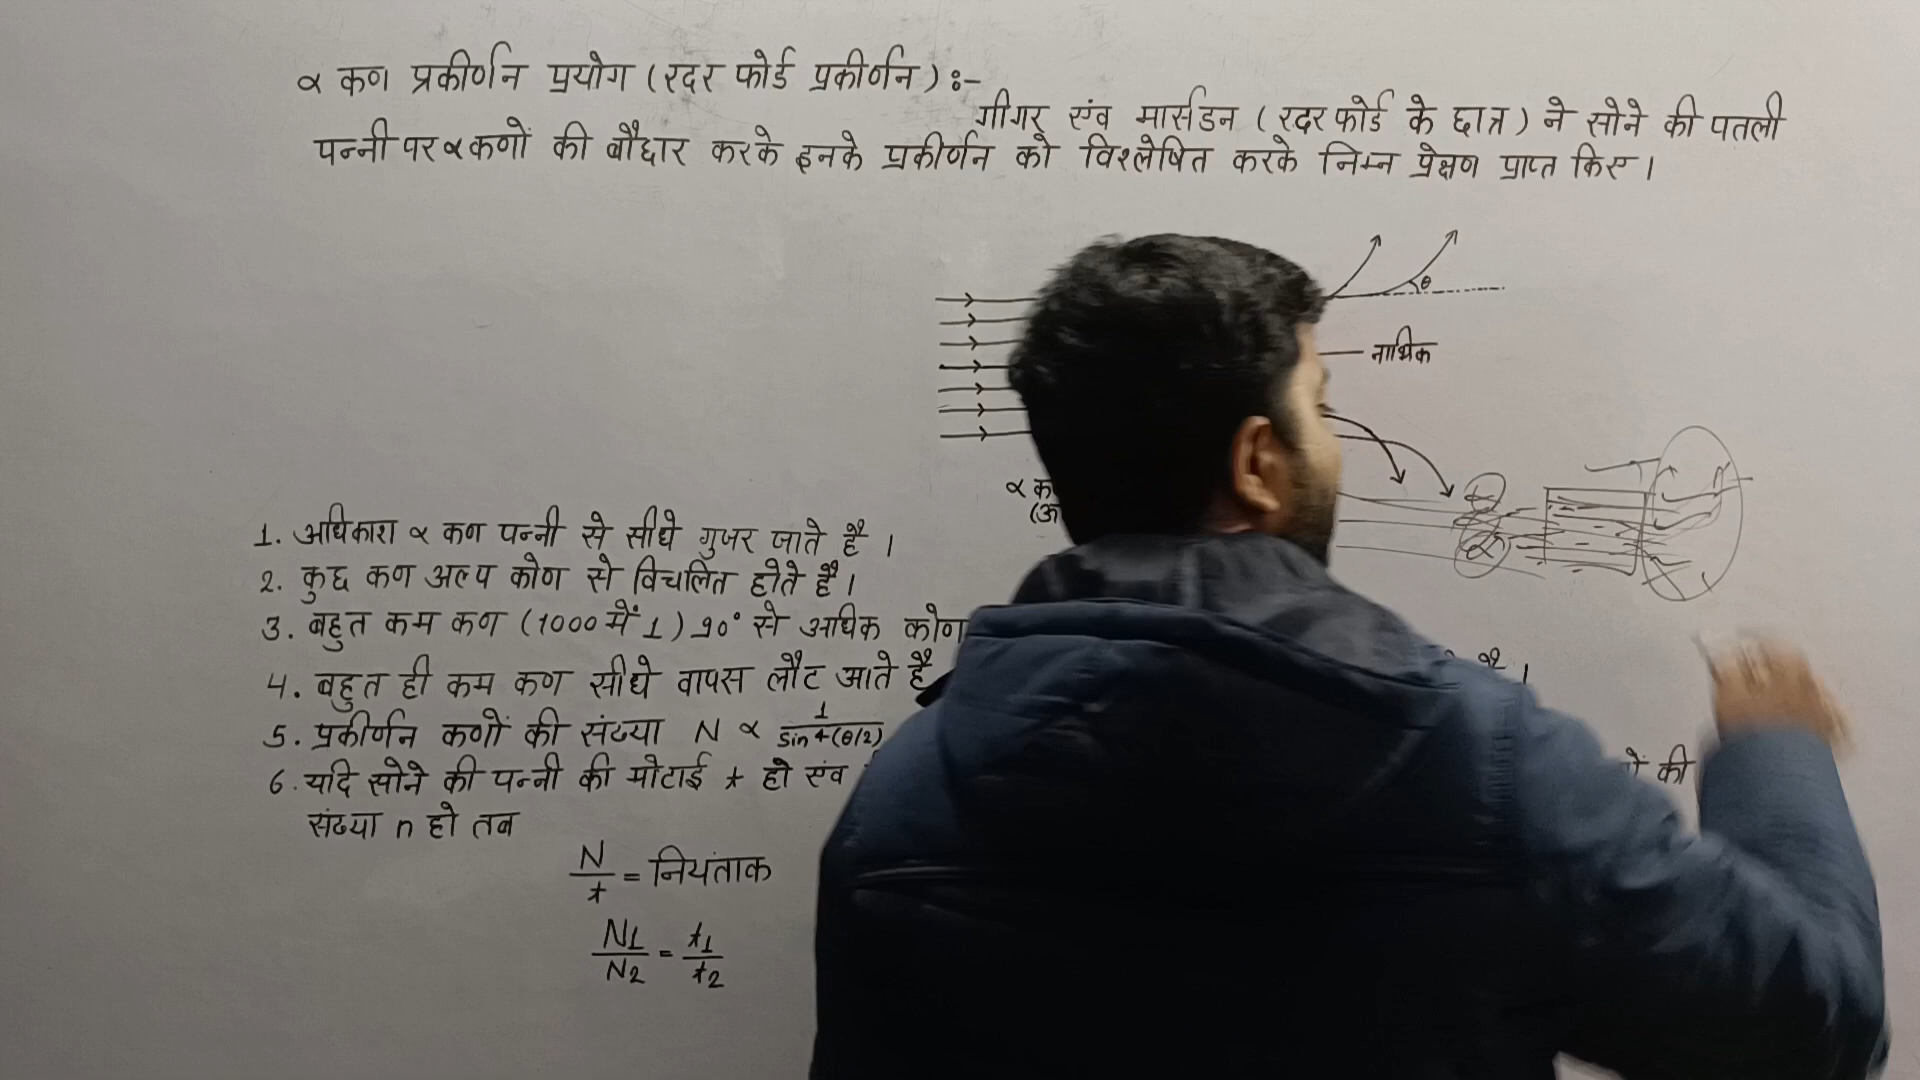 α कण प्रकीर्णन प्रयोग (रदर फोर्ड प्रकीर्णन) :-
गीगर एंव मार्सडन (रदरफोर्ड के छात्र) ने सोने की पतली
पन्नी पर α कणों की बौछार करके इनके प्रकीर्णन को विश्लेषित करके निम्न प्रेक्षण प्राप्त किए।
θ
नाभिक
α
1. अधिकाश α कण पन्नी से सीधे गुजर जाते है।
2. कुछ कण अल्प कोण से विचलित होते है।
3. बहुत कम कण (1000 में 1) 90° से अधिक कोण
4. बहुत ही कम कण सीधे वापस लौट आते है
5. प्रकीर्णन कणों की संख्या N ∝ 1/sin⁴(θ/2)
6. यदि सोने की पन्नी की मोटाई t हो एंव की
संख्या n हो तब
N/t = नियंताक
N1/N2 = t1/t2